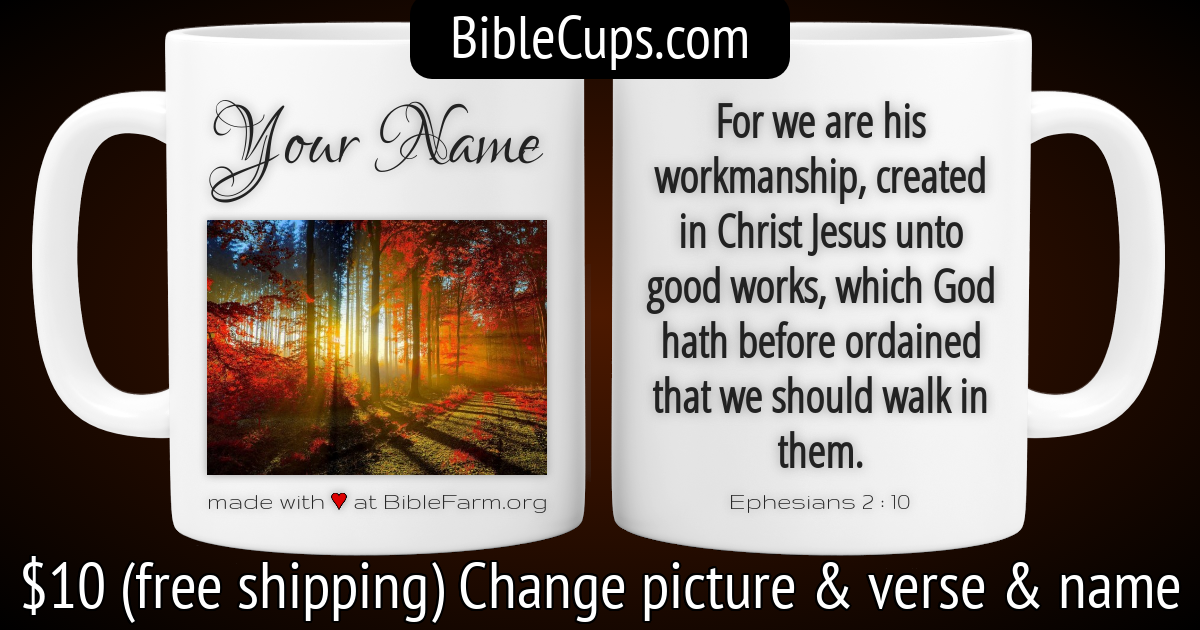 BibleCups.com
Your Name
made with ❤ at BibleFarm.org
For we are his
workmanship, created
in Christ Jesus unto
good works, which God
hath before ordained
that we should walk in
them.
Ephesians 2 : 10
$10 (free shipping) Change picture & verse & name